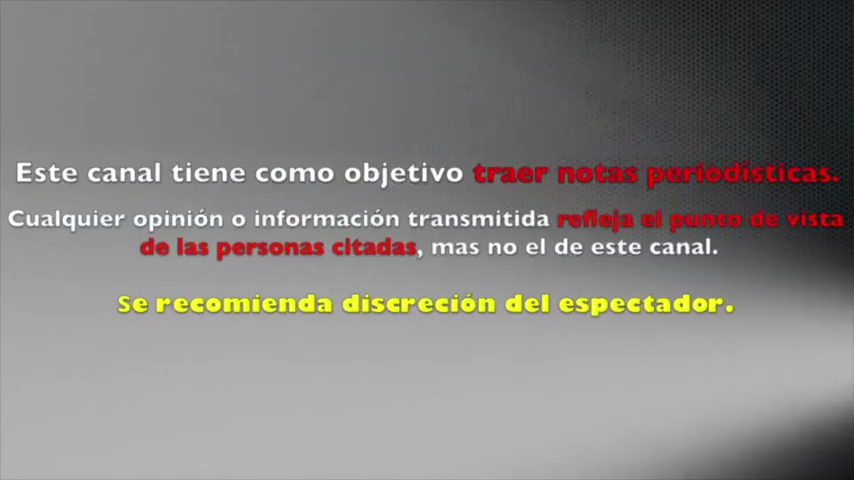 Este canal tiene como objetivo traer notas periodísticas.
Cualquier opinión o información transmitida refleja el punto de vista
de las personas citadas, mas no el de este canal.
Se recomienda discreción del espectador.